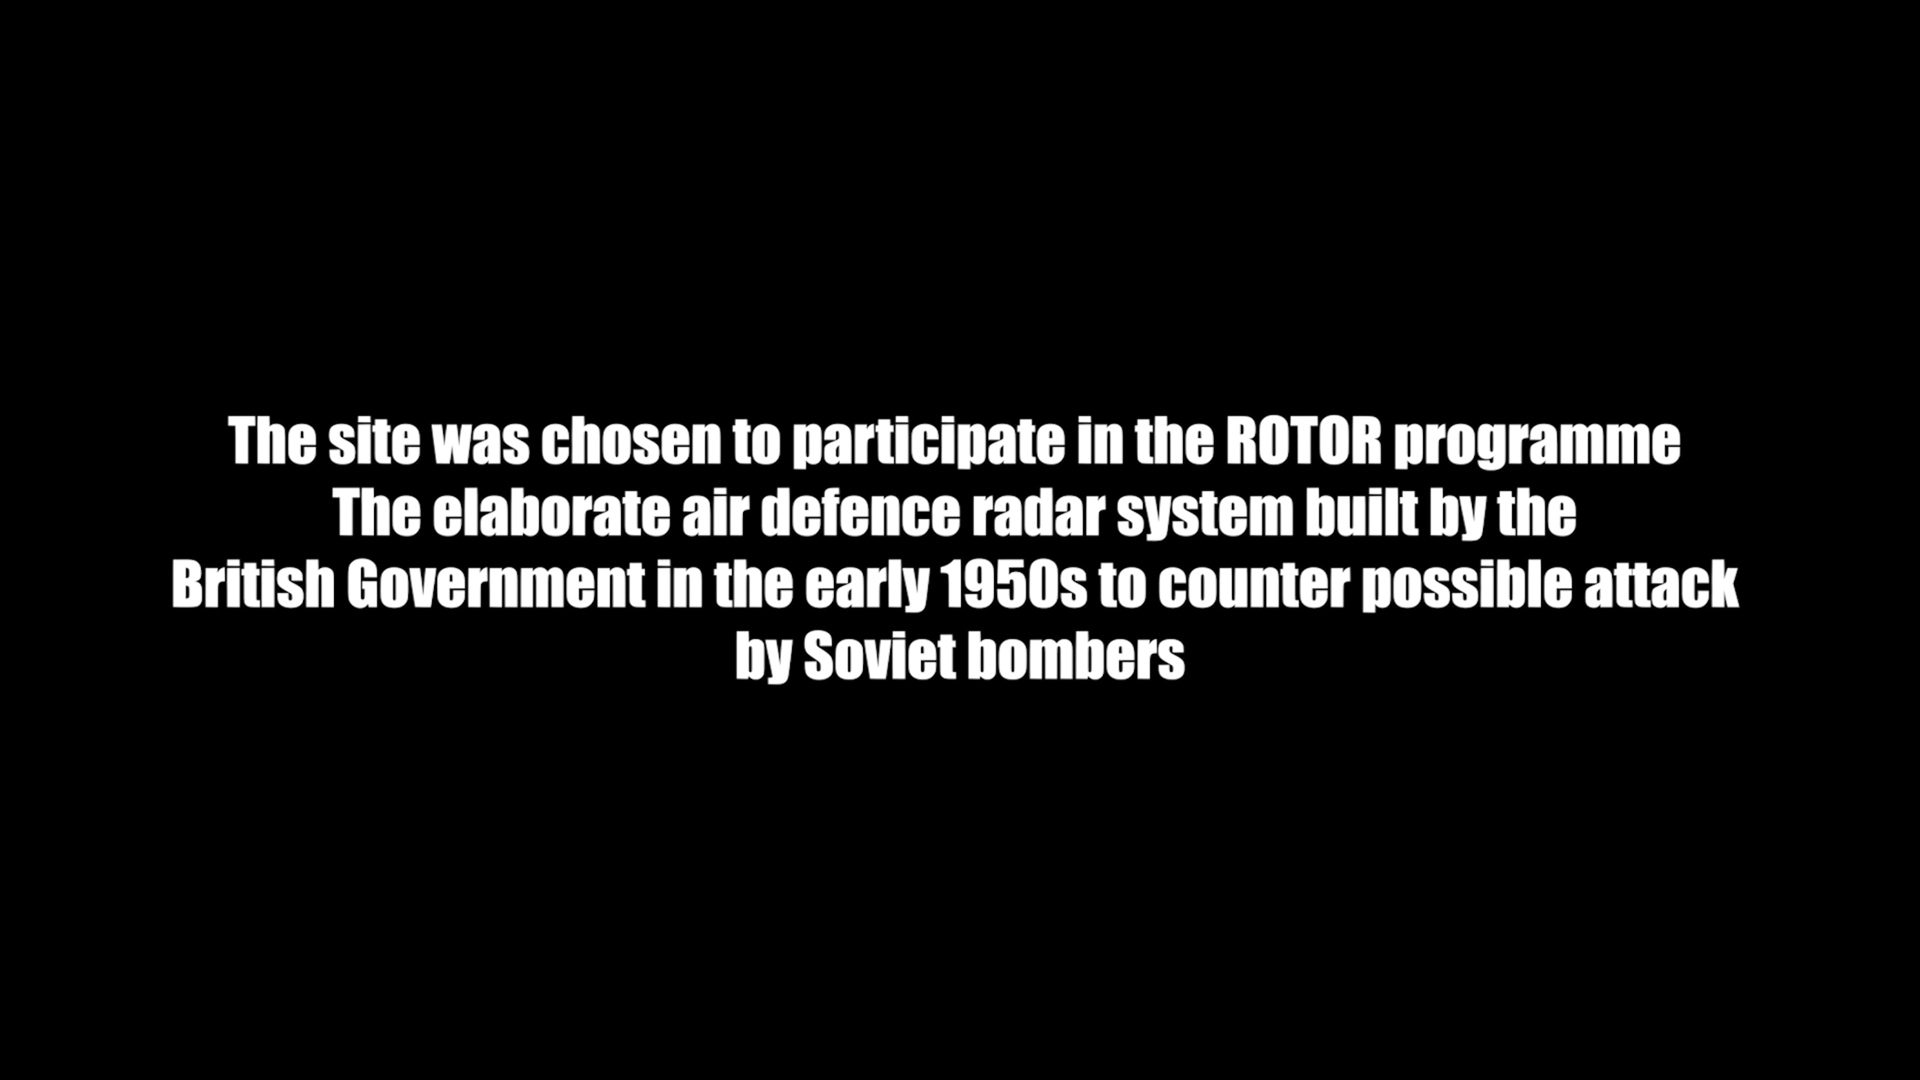 The site was chosen to participate in the ROTOR programme
The elaborate air defence radar system built by the
British Government in the early 1950s to counter possible attack
by Soviet bombers